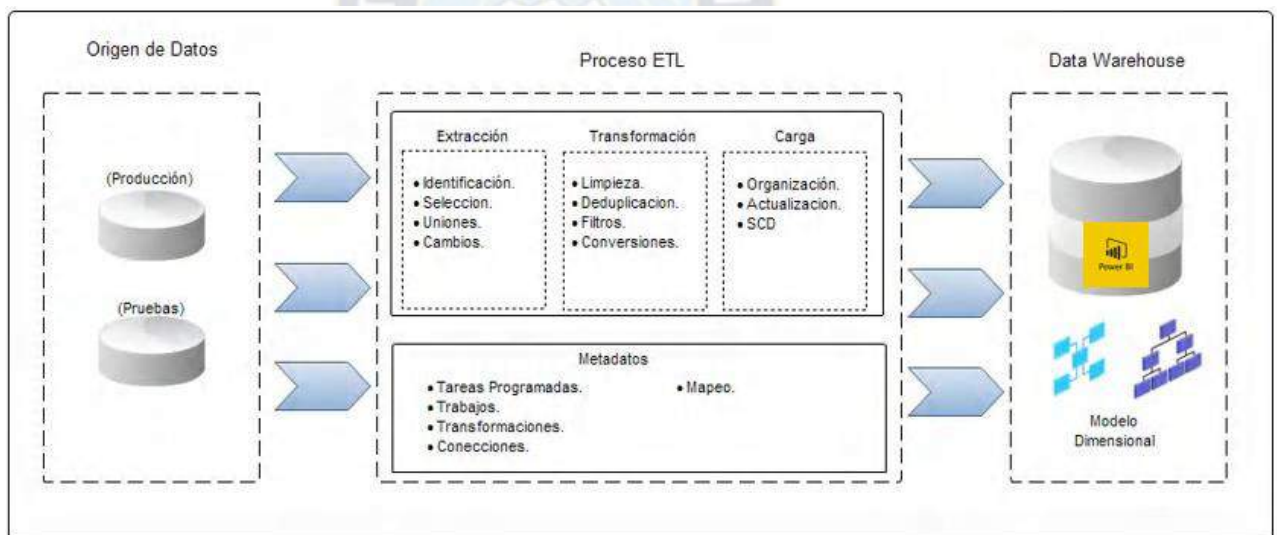 Origen de Datos
Proceso ETL
Data Warehouse
(Producción)
(Pruebas)
Extracción
• Identificación.
• Seleccion.
• Uniones.
• Cambios.
Transformación
• Limpieza.
• Deduplicacion.
• Filtros.
• Conversiones.
Carga
• Organización.
• Actualizacion.
• SCD
Metadatos
• Tareas Programadas.
• Trabajos.
• Transformaciones.
• Conecciones.
• Mapeo.
Power BI
Modelo
Dimensional